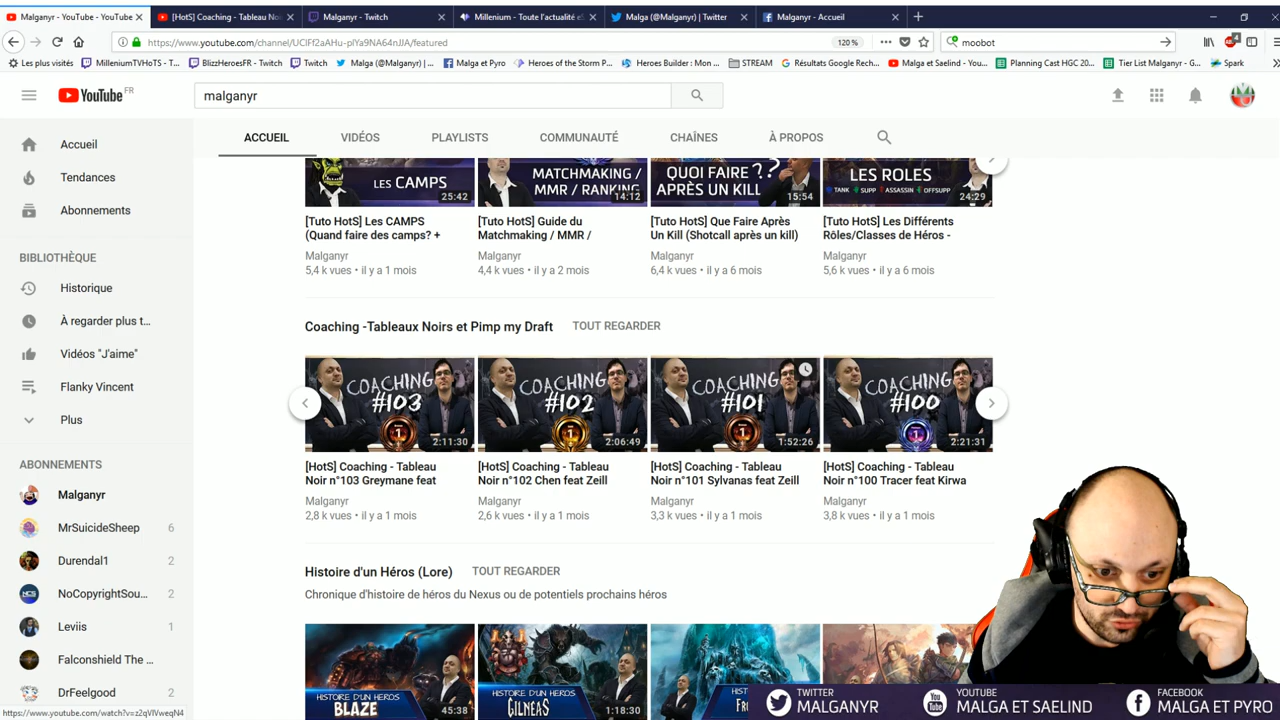 Malganyr - YouTube - YouTube
[HotS] Coaching - Tableau No
Malganyr - Twitch
Millenium - Toute l'actualité eS
Malga (@Malganyr) | Twitter
Malganyr - Accueil
https://www.youtube.com/channel/UClFf2aAHu-plYa9NA64nJJA/featured
120 %
moobot
4
Les plus visités
MilleniumTVHoTS - T...
BlizzHeroesFR - Twitch
Twitch
Malga (@Malganyr) | ...
Malga et Pyro
Heroes of the Storm P...
Heroes Builder : Mon ...
STREAM
Résultats Google Rech...
Malga et Saelind - You...
Planning Cast HGC 20...
Tier List Malganyr - G...
Spark
YouTube FR
malganyr
ACCUEIL
VIDÉOS
PLAYLISTS
COMMUNAUTÉ
CHAÎNES
À PROPOS
Accueil
Tendances
Abonnements
BIBLIOTHÈQUE
Historique
À regarder plus t...
Vidéos "J'aime"
Flanky Vincent
Plus
ABONNEMENTS
Malganyr
MrSuicideSheep 6
Durendal1 2
NoCopyrightSou... 2
Leviis 1
Falconshield The ...
DrFeelgood 2
LES CAMPS
25:42
MATCHMAKING /
MMR / RANKING
14:12
QUOI FAIRE ?
APRÈS UN KILL ?
15:54
LES ROLES
TANK SUPP ASSASSIN OFFSUPP
24:29
[Tuto HotS] Les CAMPS
(Quand faire des camps? +
Malganyr
5,4 k vues • il y a 1 mois
[Tuto HotS] Guide du
Matchmaking / MMR /
Malganyr
4,4 k vues • il y a 2 mois
[Tuto HotS] Que Faire Après
Un Kill (Shotcall après un kill)
Malganyr
6,4 k vues • il y a 6 mois
[Tuto HotS] Les Différents
Rôles/Classes de Héros -
Malganyr
5,6 k vues • il y a 6 mois
Coaching -Tableaux Noirs et Pimp my Draft
TOUT REGARDER
COACHING
#103
1
2:11:30
COACHING
#102
1
2:06:49
COACHING
#101
1
1:52:26
COACHING
#100
1
2:21:31
[HotS] Coaching - Tableau
Noir n°103 Greymane feat
Malganyr
2,8 k vues • il y a 1 mois
[HotS] Coaching - Tableau
Noir n°102 Chen feat Zeill
Malganyr
2,6 k vues • il y a 1 mois
[HotS] Coaching - Tableau
Noir n°101 Sylvanas feat Zeill
Malganyr
3,3 k vues • il y a 1 mois
[HotS] Coaching - Tableau
Noir n°100 Tracer feat Kirwa
Malganyr
3,8 k vues • il y a 1 mois
Histoire d'un Héros (Lore)
TOUT REGARDER
Chronique d'histoire de héros du Nexus ou de potentiels prochains héros
HISTOIRE D'UN HÉROS
BLAZE
45:38
HISTOIRE D'UN HÉROS
GILNEAS
1:18:30
HIST
FRO
TWITTER
MALGANYR
YOUTUBE
MALGA ET SAELIND
FACEBOOK
MALGA ET PYRO
https://www.youtube.com/watch?v=z2qVIVweqN4